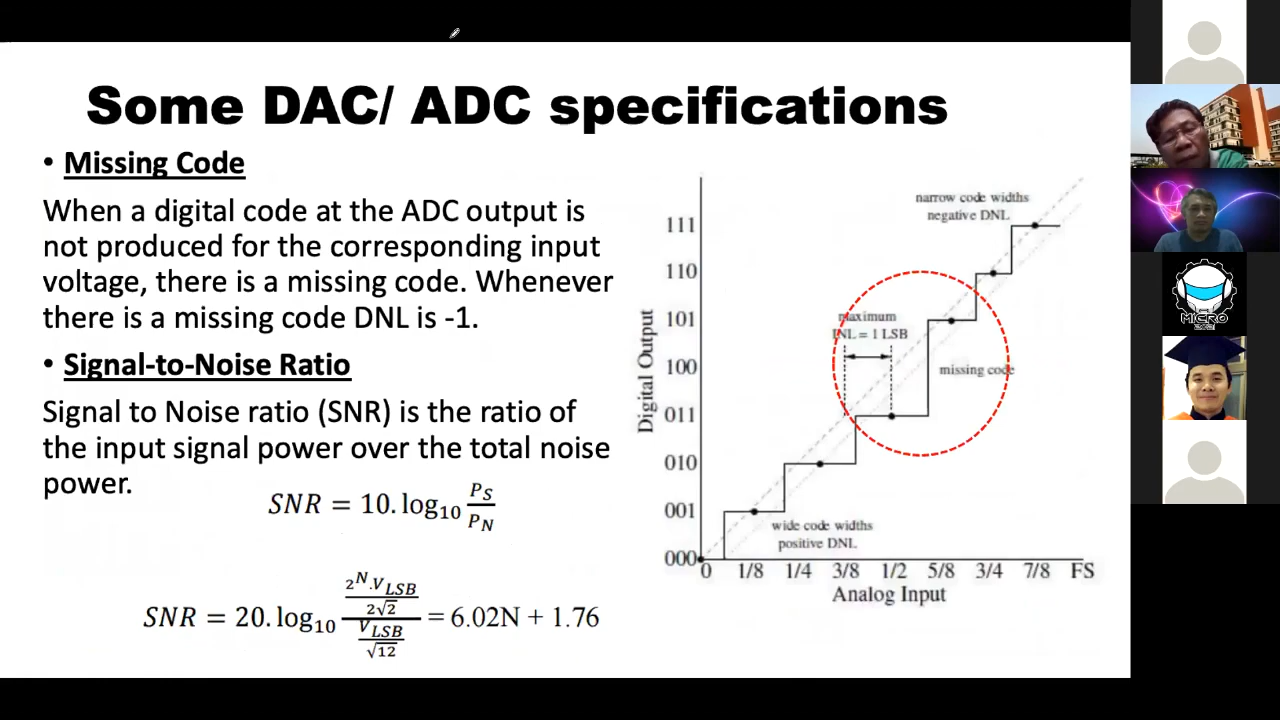 Some DAC/ ADC specifications
• Missing Code
When a digital code at the ADC output is
not produced for the corresponding input
voltage, there is a missing code. Whenever
there is a missing code DNL is -1.
• Signal-to-Noise Ratio
Signal to Noise ratio (SNR) is the ratio of
the input signal power over the total noise
power.
SNR = 10. log₁₀ P_S/P_N
SNR = 20. log₁₀ ((2^N.V_LSB)/(2√2))/(V_LSB/√12) = 6.02N + 1.76
narrow code widths
negative DNL
111
110
101
100
011
010
001
000
Digital Output
maximum
INL = 1 LSB
missing code
wide code widths
positive DNL
0 1/8 1/4 3/8 1/2 5/8 3/4 7/8 FS
Analog Input
MICRO